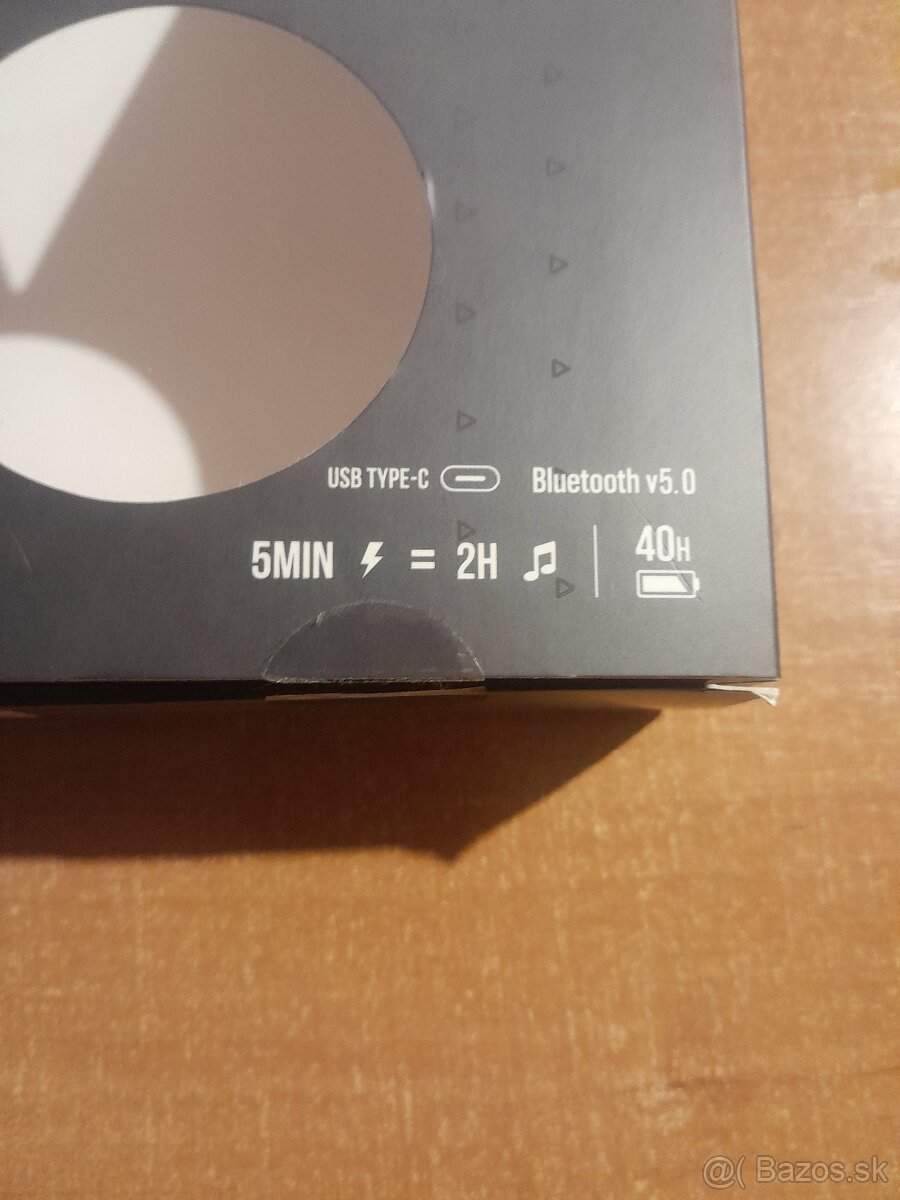 USB TYPE-C Bluetooth v5.0
5MIN = 2H 40H
@( Bazos.sk